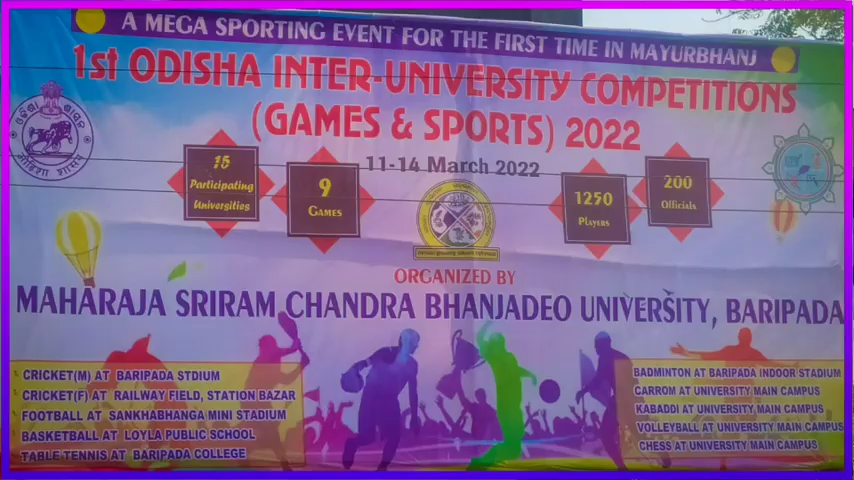 A MEGA SPORTING EVENT FOR THE FIRST TIME IN MAYURBHANJ
1st ODISHA INTER-UNIVERSITY COMPETITIONS
(GAMES & SPORTS) 2022
11-14 March 2022
15
Participating
Universities
9
GAMES
1250
PLAYERS
200
OFFICIALS
ORGANIZED BY
MAHARAJA SRIRAM CHANDRA BHANJADEO UNIVERSITY, BARIPADA
CRICKET(M) AT BARIPADA STDIUM
CRICKET(F) AT RAILWAY FIELD, STATION BAZAR
FOOTBALL AT SANKHABHANGA MINI STADIUM
BASKETBALL AT LOYLA PUBLIC SCHOOL
TABLE TENNIS AT BARIPADA COLLEGE
BADMINTON AT BARIPADA INDOOR STADIUM
CARROM AT UNIVERSITY MAIN CAMPUS
KABADDI AT UNIVERSITY MAIN CAMPUS
VOLLEYBALL AT UNIVERSITY MAIN CAMPUS
CHESS AT UNIVERSITY MAIN CAMPUS